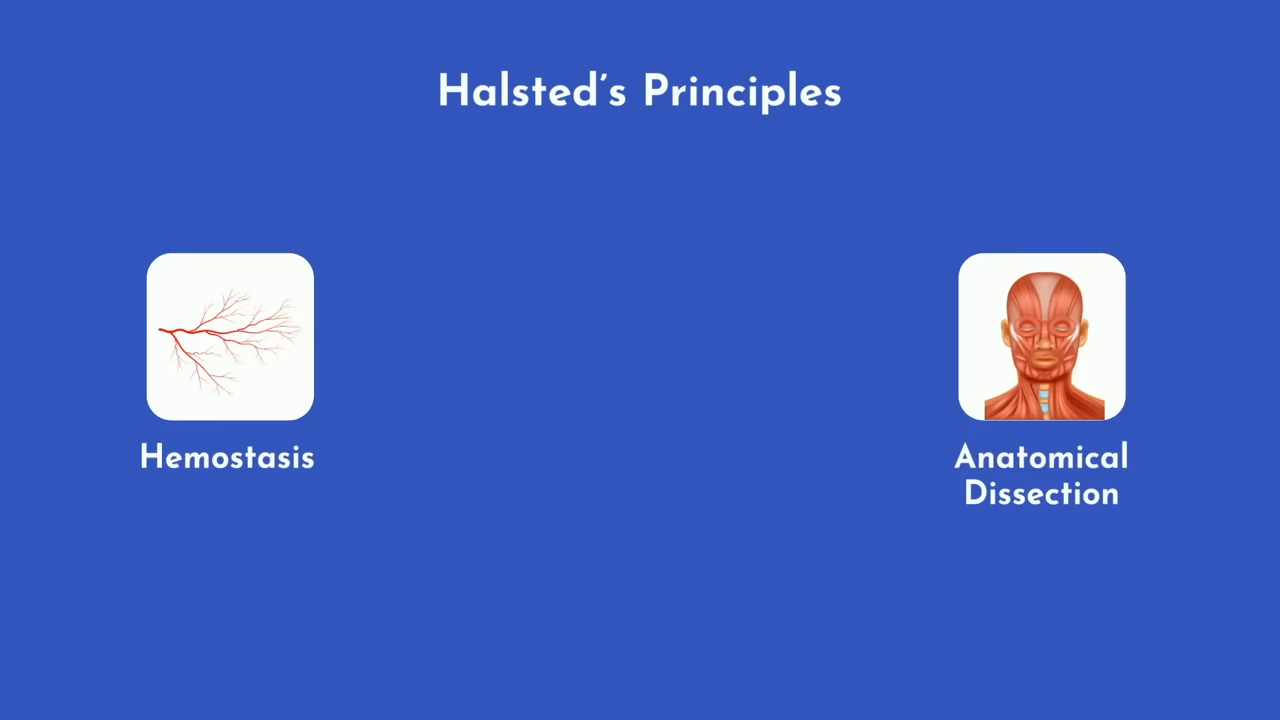 Halsted’s Principles
Hemostasis
Anatomical
Dissection